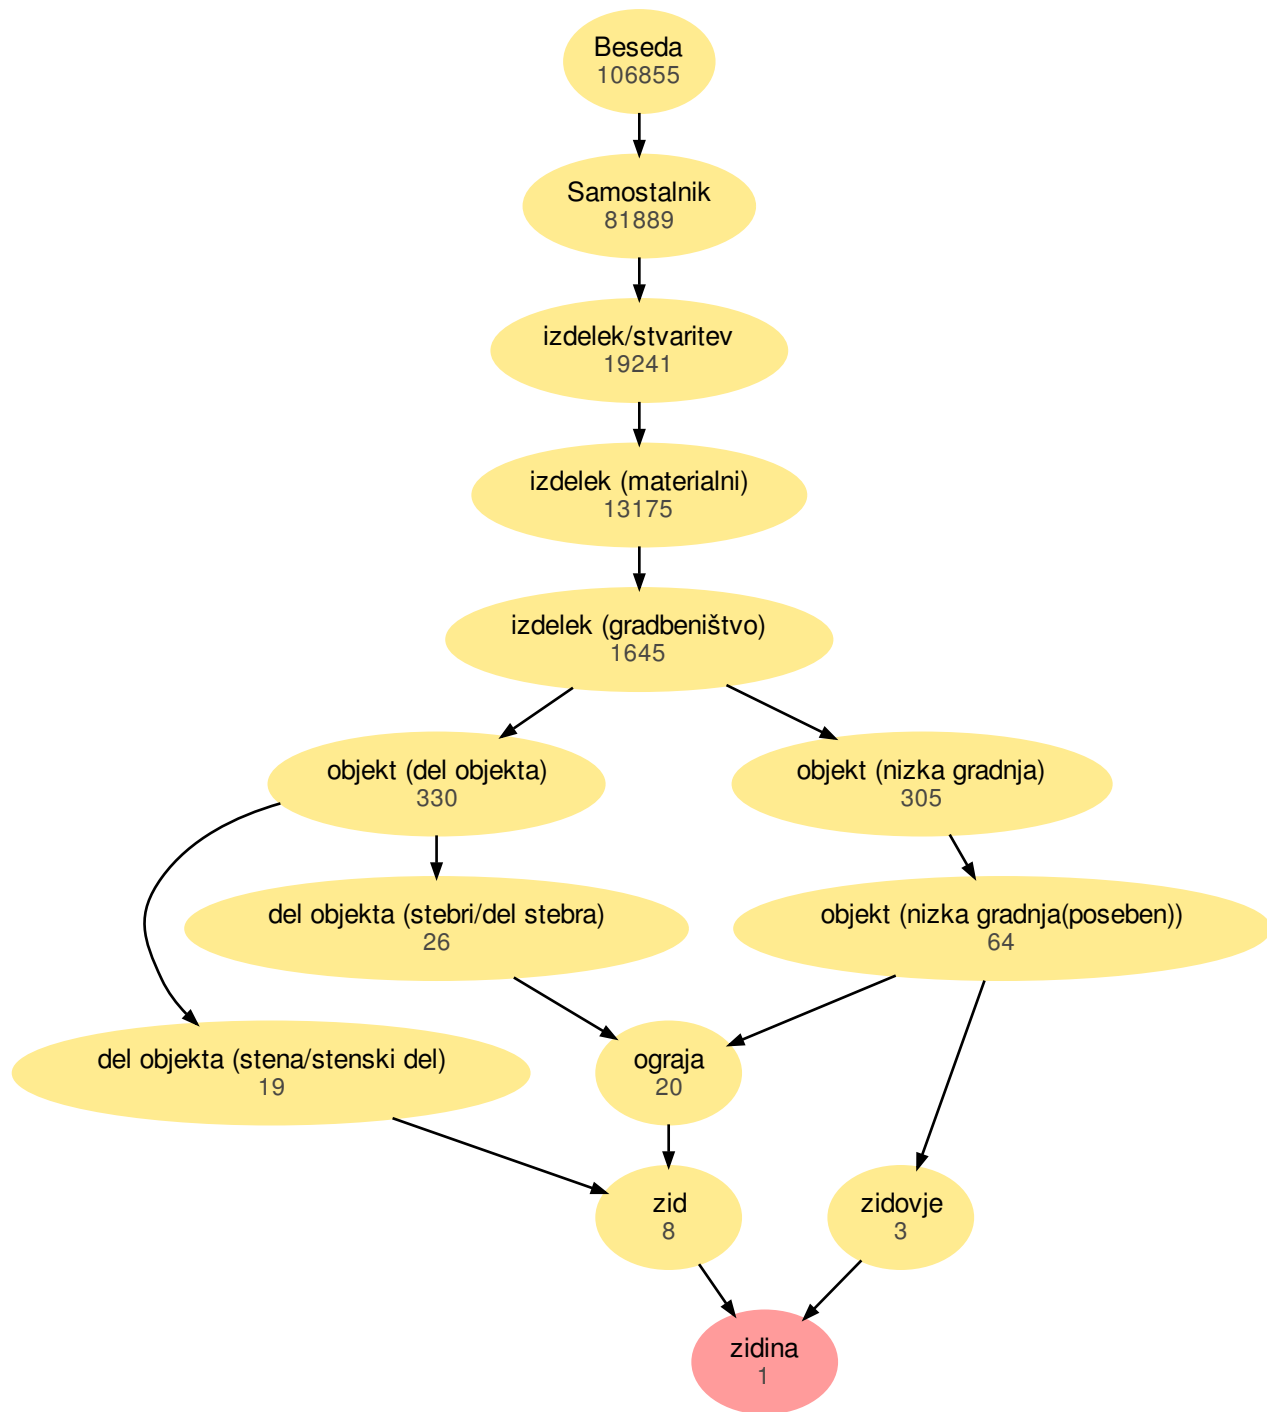 Beseda
106855
Samostalnik
81889
izdelek/stvaritev
19241
izdelek (materialni)
13175
izdelek (gradbeništvo)
1645
objekt (del objekta)
330
objekt (nizka gradnja)
305
del objekta (stebri/del stebra)
26
objekt (nizka gradnja(poseben))
64
del objekta (stena/stenski del)
19
ograja
20
zid
8
zidovje
3
zidina
1